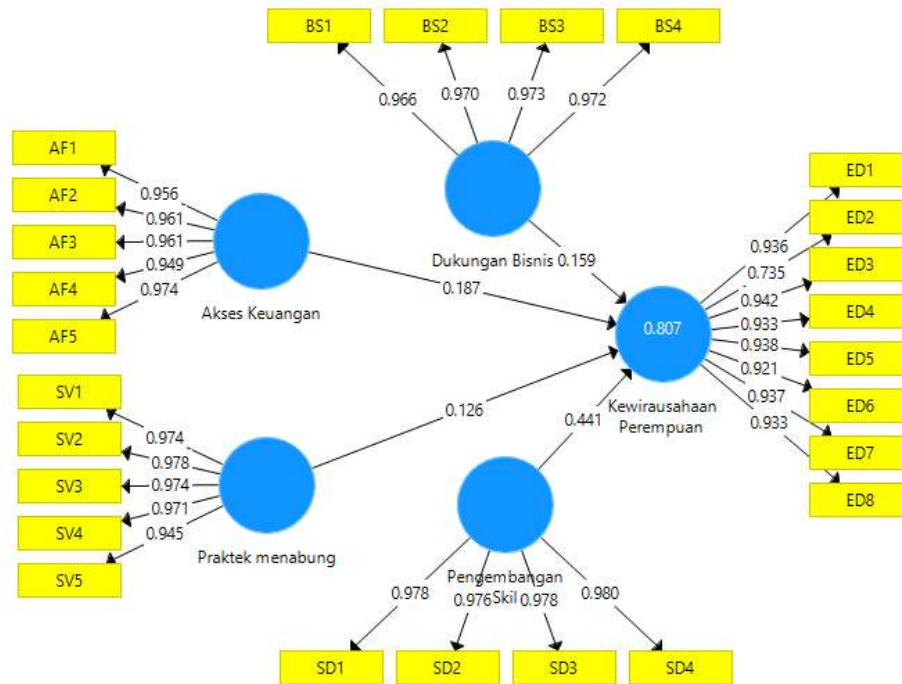 BS1 BS2 BS3 BS4
0.966 0.970 0.973 0.972
AF1
AF2
AF3
AF4
AF5
0.956
0.961
0.961
0.949
0.974
Akses Keuangan
Dukungan Bisnis
0.159
0.187
ED1
ED2
ED3
ED4
ED5
ED6
ED7
ED8
0.936
0.735
0.942
0.933
0.938
0.921
0.937
0.933
0.807
Kewirausahaan
Perempuan
SV1
SV2
SV3
SV4
SV5
0.974
0.978
0.974
0.971
0.945
Praktek menabung
0.126
0.441
Pengembangan
Skil
0.978 0.976 0.978 0.980
SD1 SD2 SD3 SD4